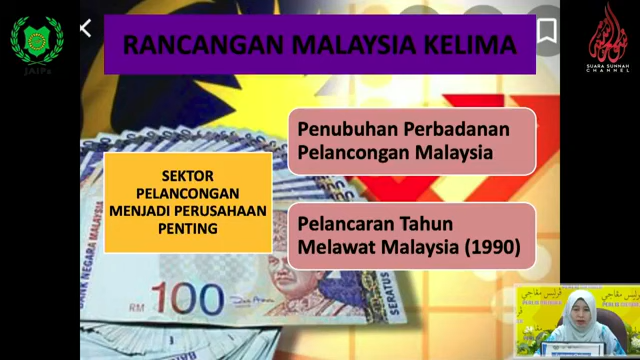 RANCANGAN MALAYSIA KELIMA
JAIPs
SUARA SUNNAH
CHANNEL
Penubuhan Perbadanan
Pelancongan Malaysia
SEKTOR
PELANCONGAN
MENJADI PERUSAHAAN
PENTING
Pelancaran Tahun
Melawat Malaysia (1990)
BANK NEGARA MALAYSIA
RM 100
SERATUS